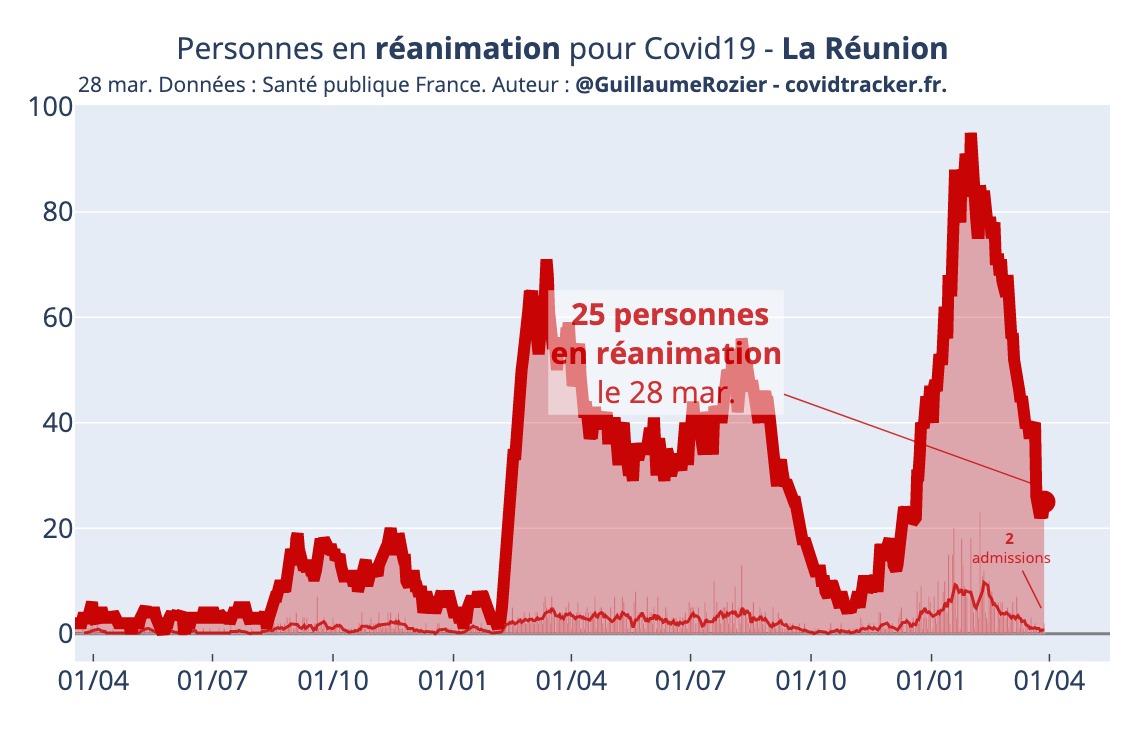 Personnes en réanimation pour Covid19 - La Réunion
28 mar. Données : Santé publique France. Auteur : @GuillaumeRozier - covidtracker.fr.
100
80
60
40
20
0
25 personnes
en réanimation
le 28 mar.
2
admissions
01/04 01/07 01/10 01/01 01/04 01/07 01/10 01/01 01/04